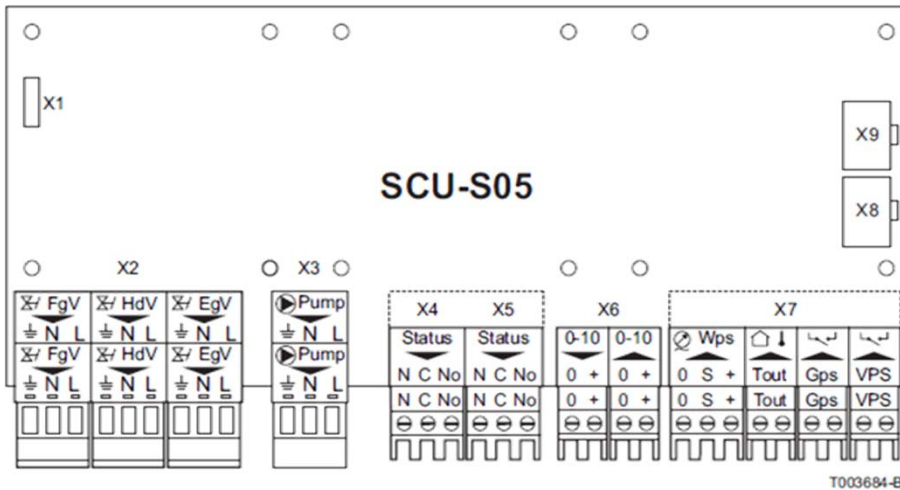 X1
X9
SCU-S05
X8
X2 X3
X4 X5 X6 X7
FgV HdV EgV Pump
Status Status 0-10 0-10 Wps
N L N L N L N L
N C No N C No 0 + 0 + 0 S + Tout Gps VPS
FgV HdV EgV Pump
N L N L N L N L
N C No N C No 0 + 0 + 0 S + Tout Gps VPS
T003684-B